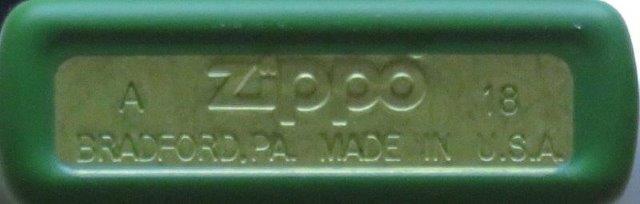 A Zippo 18
BRADFORD, PA. MADE IN U.S.A.